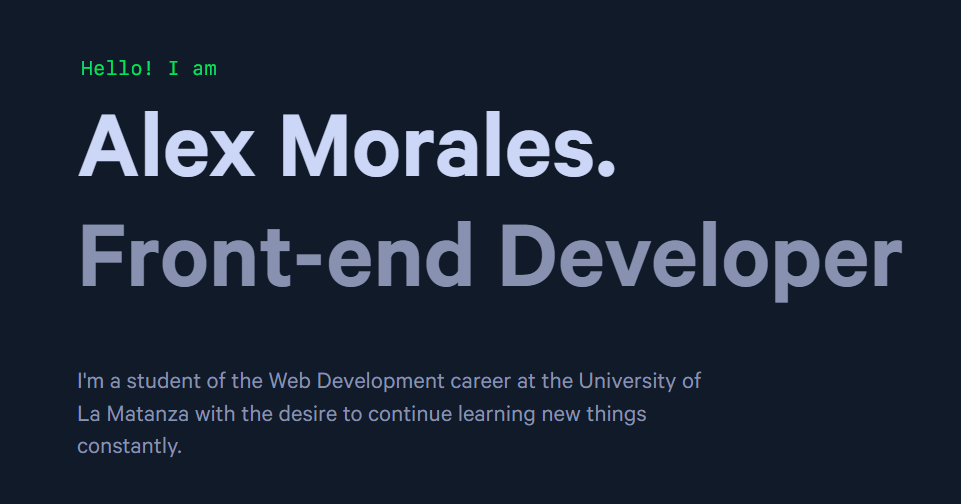 Hello! I am
Alex Morales.
Front-end Developer
I'm a student of the Web Development career at the University of
La Matanza with the desire to continue learning new things
constantly.